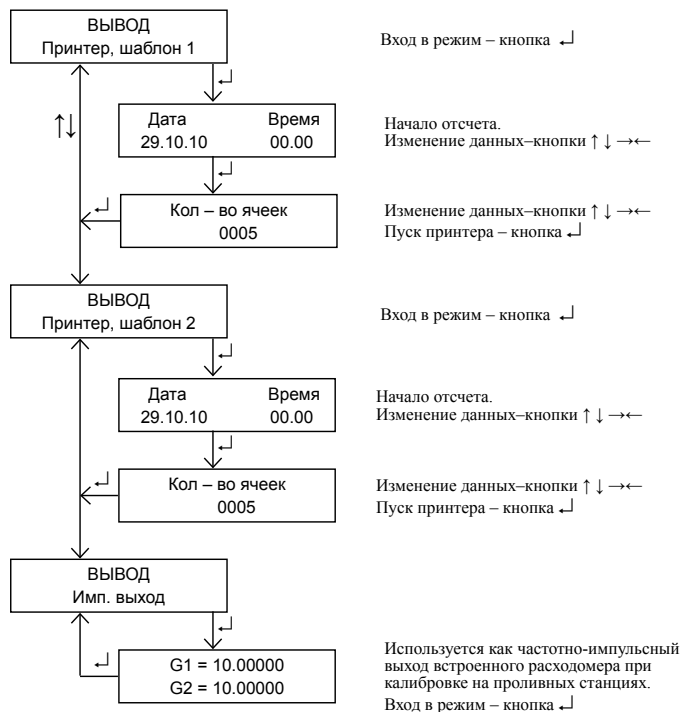 ВЫВОД
Принтер, шаблон 1
Вход в режим – кнопка ↵
↵
↑↓
Дата Время
29.10.10 00.00
Начало отсчета.
Изменение данных–кнопки ↑ ↓ →←
↵
Кол – во ячеек
0005
↵
Изменение данных–кнопки ↑ ↓ →←
Пуск принтера – кнопка ↵
ВЫВОД
Принтер, шаблон 2
Вход в режим – кнопка ↵
↵
Дата Время
29.10.10 00.00
Начало отсчета.
Изменение данных–кнопки ↑ ↓ →←
↵
Кол – во ячеек
0005
↵
Изменение данных–кнопки ↑ ↓ →←
Пуск принтера – кнопка ↵
ВЫВОД
Имп. выход
↵
↵
G1 = 10.00000
G2 = 10.00000
Используется как частотно-импульсный
выход встроенного расходомера при
калибровке на проливных станциях.
Вход в режим – кнопка ↵